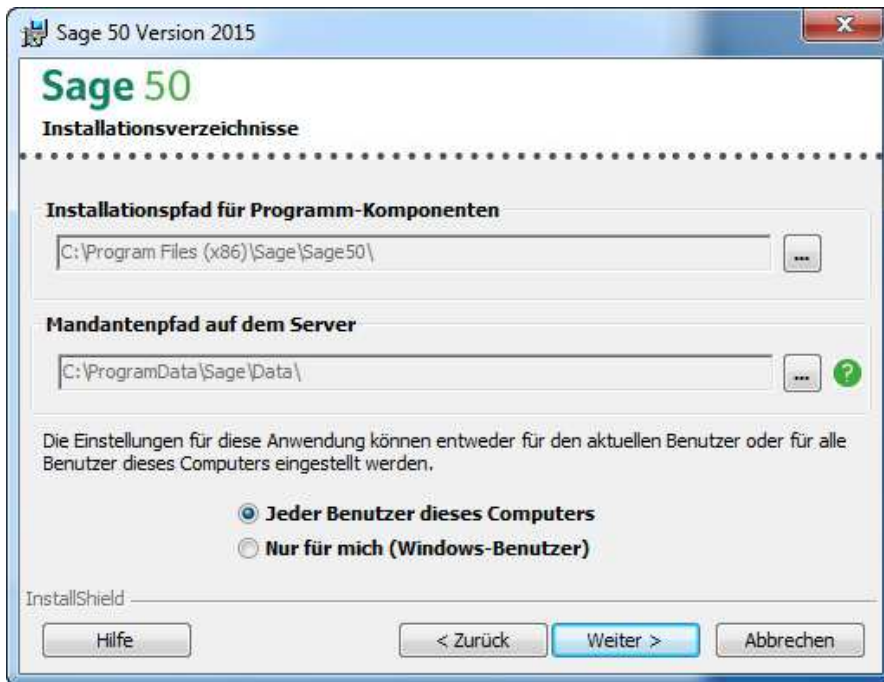 Sage 50 Version 2015
Sage 50
Installationsverzeichnisse
Installationspfad für Programm-Komponenten
C:\Program Files (x86)\Sage\Sage50\
...
Mandantenpfad auf dem Server
C:\ProgramData\Sage\Data\
...
?
Die Einstellungen für diese Anwendung können entweder für den aktuellen Benutzer oder für alle
Benutzer dieses Computers eingestellt werden.
Jeder Benutzer dieses Computers
Nur für mich (Windows-Benutzer)
InstallShield
Hilfe
< Zurück
Weiter >
Abbrechen